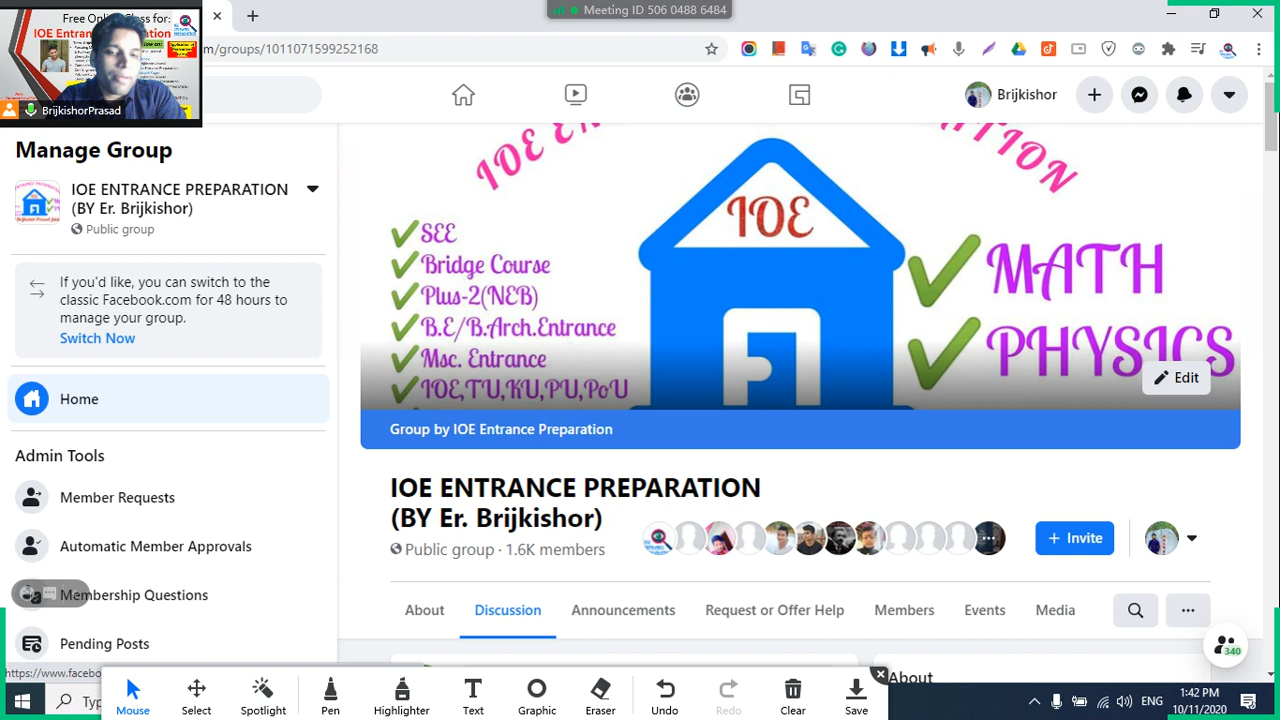 Meeting ID 506 0488 6484
Free Online Class for:
IOE Entrance Preparation
BrijkishorPrasad
om/groups/1011071599252168
Brijkishor
Manage Group
IOE ENTRANCE PREPARATION
(BY Er. Brijkishor)
Public group
If you'd like, you can switch to the
classic Facebook.com for 48 hours to
manage your group.
Switch Now
Home
Admin Tools
Member Requests
Automatic Member Approvals
Membership Questions
Pending Posts
https://www.facebo
IOE
SEE
Bridge Course
Plus-2(NEB)
B.E/B.Arch.Entrance
Msc. Entrance
IOE,TU,KU,PU,PoU
MATH
PHYSICS
Edit
Group by IOE Entrance Preparation
IOE ENTRANCE PREPARATION
(BY Er. Brijkishor)
Public group · 1.6K members
Invite
About
Discussion
Announcements
Request or Offer Help
Members
Events
Media
340
About
Mouse
Select
Spotlight
Pen
Highlighter
Text
Graphic
Eraser
Undo
Redo
Clear
Save
Typ
ENG
1:42 PM
10/11/2020